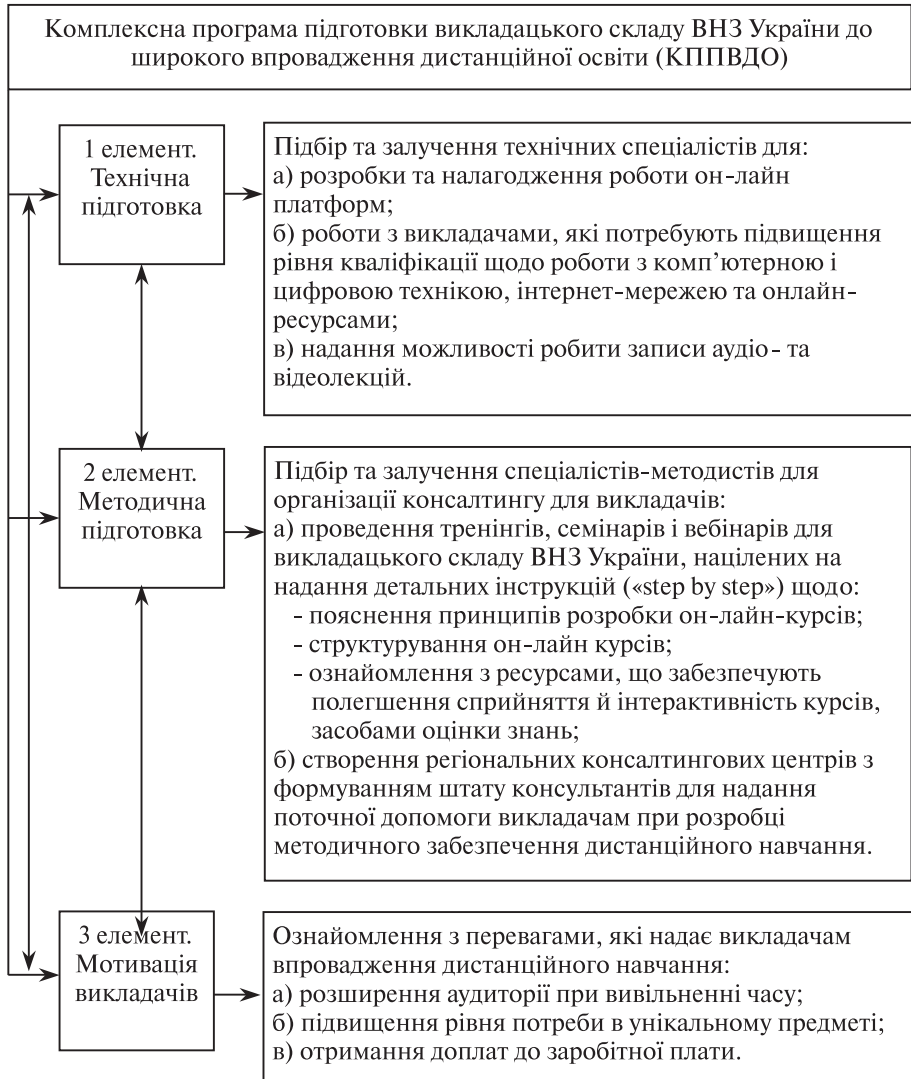 Комплексна програма підготовки викладацького складу ВНЗ України до
широкого впровадження дистанційної освіти (КППВДО)
1 елемент.
Технічна
підготовка
Підбір та залучення технічних спеціалістів для:
а) розробки та налагодження роботи он-лайн
платформ;
б) роботи з викладачами, які потребують підвищення
рівня кваліфікації щодо роботи з комп’ютерною і
цифровою технікою, інтернет-мережею та онлайн-
ресурсами;
в) надання можливості робити записи аудіо- та
відеолекцій.
2 елемент.
Методична
підготовка
Підбір та залучення спеціалістів-методистів для
організації консалтингу для викладачів:
а) проведення тренінгів, семінарів і вебінарів для
викладацького складу ВНЗ України, націлених на
надання детальних інструкцій («step by step») щодо:
- пояснення принципів розробки он-лайн-курсів;
- структурування он-лайн курсів;
- ознайомлення з ресурсами, що забезпечують
полегшення сприйняття й інтерактивність курсів,
засобами оцінки знань;
б) створення регіональних консалтингових центрів з
формуванням штату консультантів для надання
поточної допомоги викладачам при розробці
методичного забезпечення дистанційного навчання.
3 елемент.
Мотивація
викладачів
Ознайомлення з перевагами, які надає викладачам
впровадження дистанційного навчання:
а) розширення аудиторії при вивільненні часу;
б) підвищення рівня потреби в унікальному предметі;
в) отримання доплат до заробітної плати.